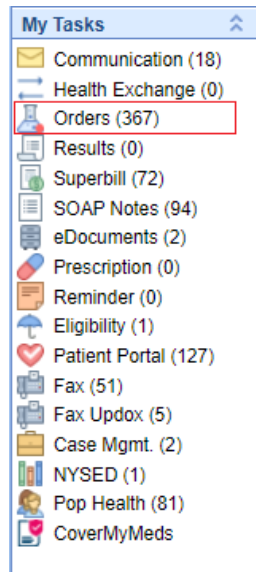 My Tasks
Communication (18)
Health Exchange (0)
Orders (367)
Results (0)
Superbill (72)
SOAP Notes (94)
eDocuments (2)
Prescription (0)
Reminder (0)
Eligibility (1)
Patient Portal (127)
Fax (51)
Fax Updox (5)
Case Mgmt. (2)
NYSED (1)
Pop Health (81)
CoverMyMeds